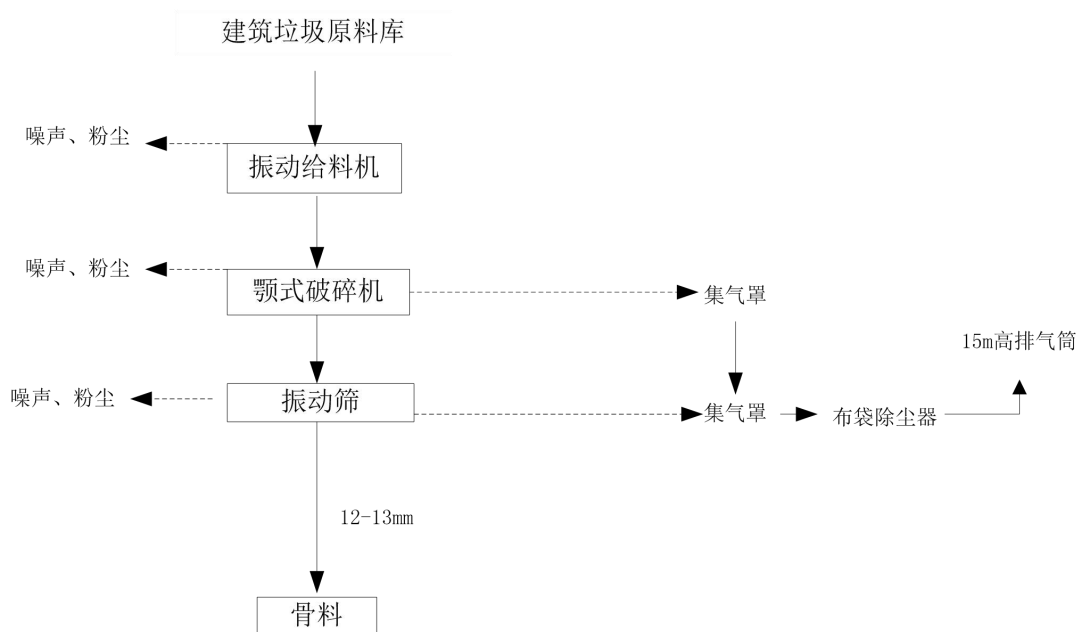 建筑垃圾原料库
噪声、粉尘
振动给料机
噪声、粉尘
颚式破碎机
集气罩
15m高排气筒
噪声、粉尘
振动筛
集气罩
布袋除尘器
12-13mm
骨料